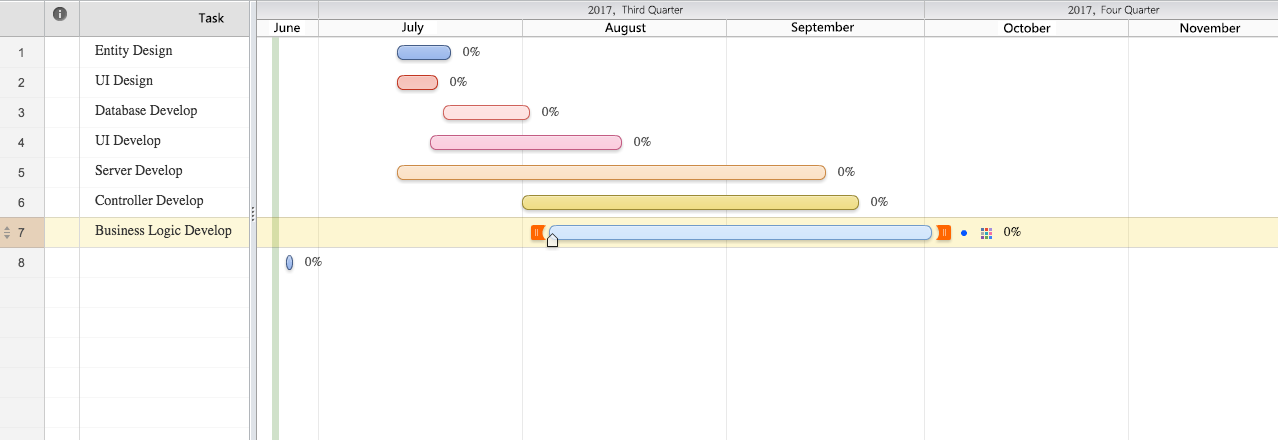 Task
2017, Third Quarter 2017, Four Quarter
June July August September October November
1 Entity Design 0%
2 UI Design 0%
3 Database Develop 0%
4 UI Develop 0%
5 Server Develop 0%
6 Controller Develop 0%
7 Business Logic Develop 0%
8 0%